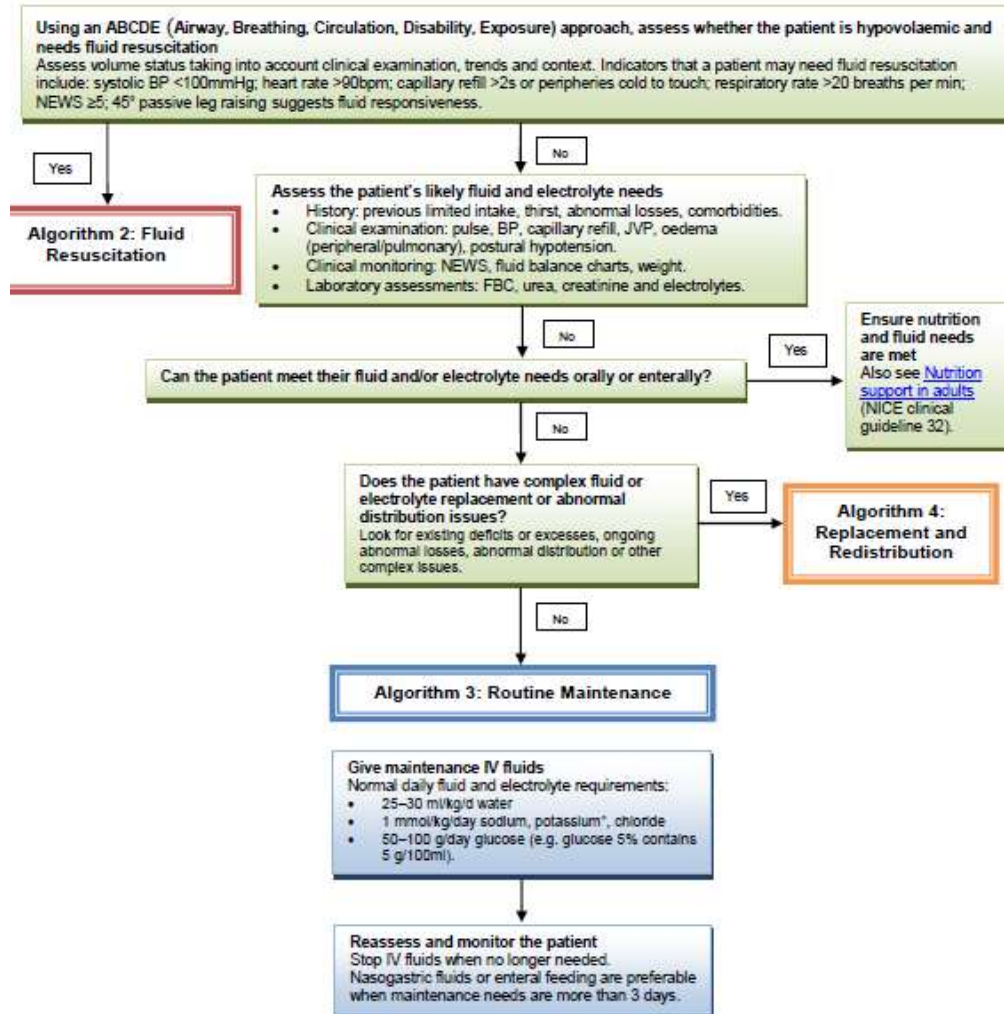 Using an ABCDE (Airway, Breathing, Circulation, Disability, Exposure) approach, assess whether the patient is hypovolaemic and
needs fluid resuscitation
Assess volume status taking into account clinical examination, trends and context. Indicators that a patient may need fluid resuscitation
include: systolic BP <100mmHg; heart rate >90bpm; capillary refill >2s or peripheries cold to touch; respiratory rate >20 breaths per min;
NEWS ≥5; 45° passive leg raising suggests fluid responsiveness.
Yes
No
Algorithm 2: Fluid
Resuscitation
Assess the patient's likely fluid and electrolyte needs
• History: previous limited intake, thirst, abnormal losses, comorbidities.
• Clinical examination: pulse, BP, capillary refill, JVP, oedema
(peripheral/pulmonary), postural hypotension.
• Clinical monitoring: NEWS, fluid balance charts, weight.
• Laboratory assessments: FBC, urea, creatinine and electrolytes.
No
Can the patient meet their fluid and/or electrolyte needs orally or enterally?
Yes
Ensure nutrition
and fluid needs
are met
Also see Nutrition
support in adults
(NICE clinical
guideline 32).
No
Does the patient have complex fluid or
electrolyte replacement or abnormal
distribution issues?
Look for existing deficits or excesses, ongoing
abnormal losses, abnormal distribution or other
complex issues.
Yes
Algorithm 4:
Replacement and
Redistribution
No
Algorithm 3: Routine Maintenance
Give maintenance IV fluids
Normal daily fluid and electrolyte requirements:
• 25–30 ml/kg/d water
• 1 mmol/kg/day sodium, potassium*, chloride
• 50–100 g/day glucose (e.g. glucose 5% contains
5 g/100ml).
Reassess and monitor the patient
Stop IV fluids when no longer needed.
Nasogastric fluids or enteral feeding are preferable
when maintenance needs are more than 3 days.